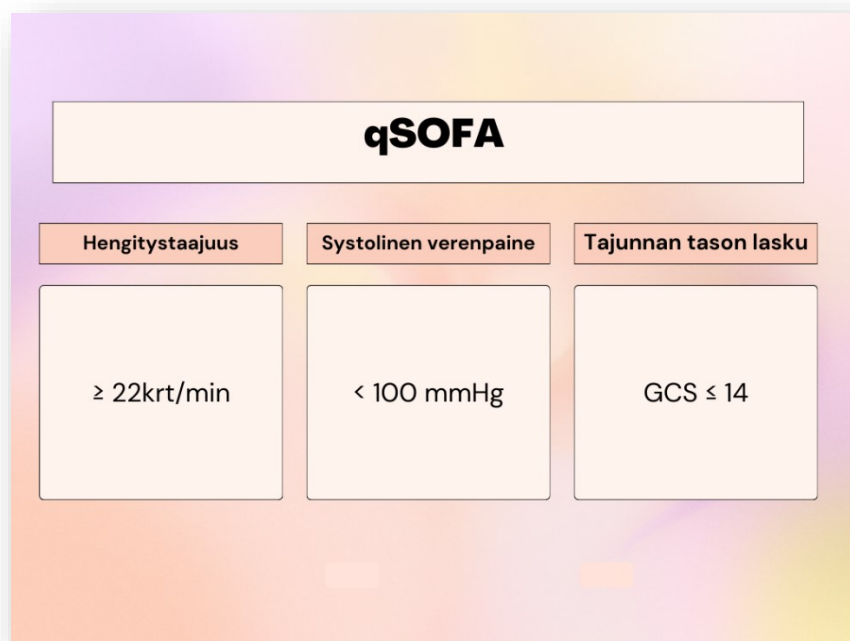 qSOFA
Hengitystaajuus
Systolinen verenpaine
Tajunnan tason lasku
≥ 22krt/min
< 100 mmHg
GCS ≤ 14